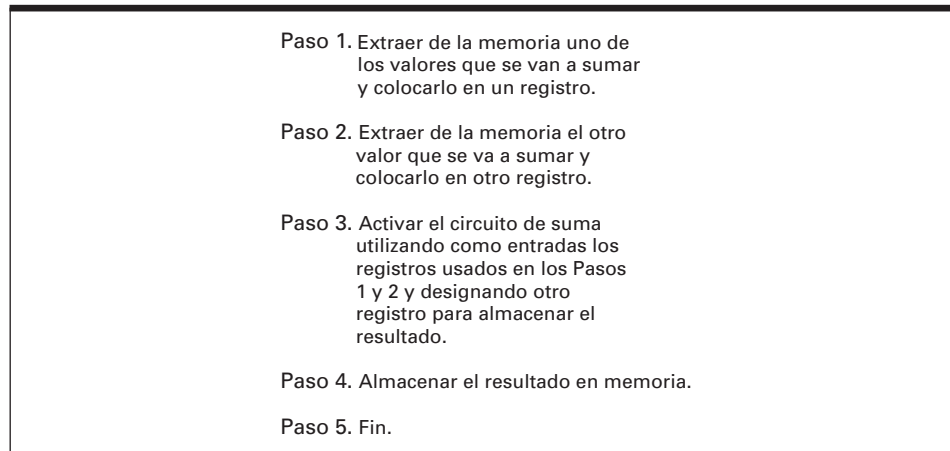 Paso 1. Extraer de la memoria uno de
los valores que se van a sumar
y colocarlo en un registro.
Paso 2. Extraer de la memoria el otro
valor que se va a sumar y
colocarlo en otro registro.
Paso 3. Activar el circuito de suma
utilizando como entradas los
registros usados en los Pasos
1 y 2 y designando otro
registro para almacenar el
resultado.
Paso 4. Almacenar el resultado en memoria.
Paso 5. Fin.